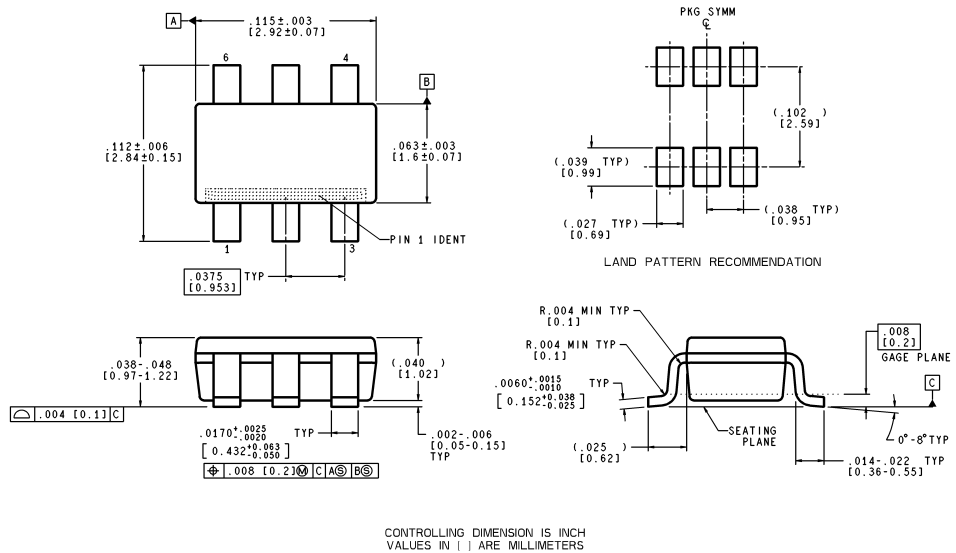 A
.115±.003
[2.92±0.07]
6
4
B
.112±.006
[2.84±0.15]
.063±.003
[1.6±0.07]
PIN 1 IDENT
1
3
.0375
[0.953]
TYP
PKG SYMM
℄
(.102 )
[2.59]
(.039 TYP)
[0.99]
(.027 TYP)
[0.69]
(.038 TYP)
[0.95]
LAND PATTERN RECOMMENDATION
.038-.048
[0.97-1.22]
(.040 )
[1.02]
⌓ .004 [0.1] C
.0170+.0025
-.0020
[0.432+0.063
-0.050]
TYP
.002-.006
[0.05-0.15]
TYP
⌖ .008 [0.2]Ⓜ C AⓈ BⓈ
R.004 MIN TYP
[0.1]
R.004 MIN TYP
[0.1]
.0060+.0015
-.0010
[0.152+0.038
-0.025]
TYP
.008
[0.2]
GAGE PLANE
C
SEATING
PLANE
0°-8°TYP
(.025 )
[0.62]
.014-.022 TYP
[0.36-0.55]
CONTROLLING DIMENSION IS INCH
VALUES IN [ ] ARE MILLIMETERS